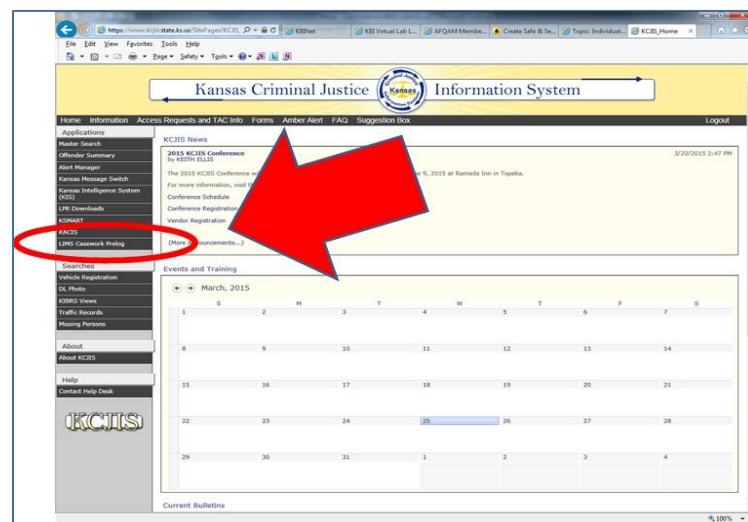 https://www.kcjis.state.ks.us/SitePages/KCJIS_
KBINet
KBI Virtual Lab L...
AFQAM Membe...
Create Safe & Se...
Topic: Individual...
KCJIS_Home
File Edit View Favorites Tools Help
Page Safety Tools
Kansas Criminal Justice Information System
Criminal Justice
Kansas
Home Information Access Requests and TAC Info Forms Amber Alert FAQ Suggestion Box Logout
Applications
Master Search
Offender Summary
Alert Manager
Kansas Message Switch
Kansas Intelligence System
(KIS)
LPR Downloads
KSMART
KACIS
LIMS Casework Prelog
Searches
Vehicle Registration
DL Photo
KIBRS Views
Traffic Records
Missing Persons
About
About KCJIS
Help
Contact Help Desk
KCJIS
KCJIS News
2015 KCJIS Conference 3/20/2015 2:47 PM
by KEITH ELLIS
The 2015 KCJIS Conference 9, 2015 at Ramada Inn in Topeka.
For more information, visit
Conference Schedule
Conference Registration
Vendor Registration
(More Announcements...)
Events and Training
March, 2015
S M T W T F S
1 2 3 4 5 6 7
8 9 10 11 12 13 14
15 16 17 18 19 20 21
22 23 24 25 26 27 28
29 30 31 1 2 3 4
Current Bulletins
100%